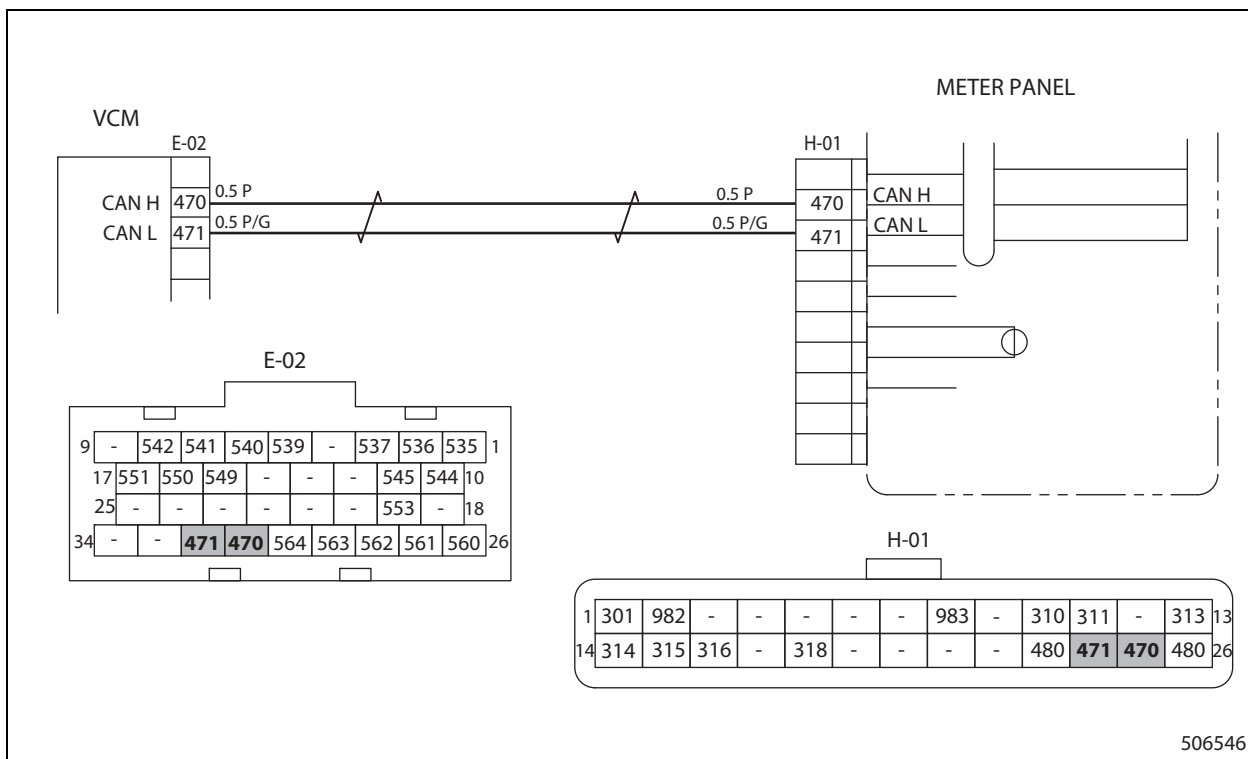 METER PANEL
VCM
E-02
H-01
CAN H 470 0.5 P 0.5 P 470 CAN H
CAN L 471 0.5 P/G 0.5 P/G 471 CAN L
E-02
9 - 542 541 540 539 - 537 536 535 1
17 551 550 549 - - - 545 544 10
25 - - - - - - 553 - 18
34 - - 471 470 564 563 562 561 560 26
H-01
1 301 982 - - - - - 983 - 310 311 - 313 13
14 314 315 316 - 318 - - - - 480 471 470 480 26
506546